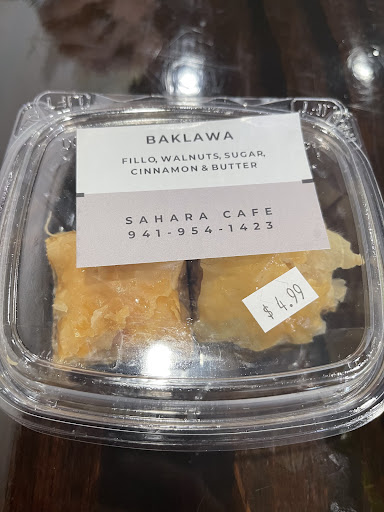 BAKLAWA
FILLO, WALNUTS, SUGAR,
CINNAMON & BUTTER
SAHARA CAFE
941-954-1423
$ 4.99